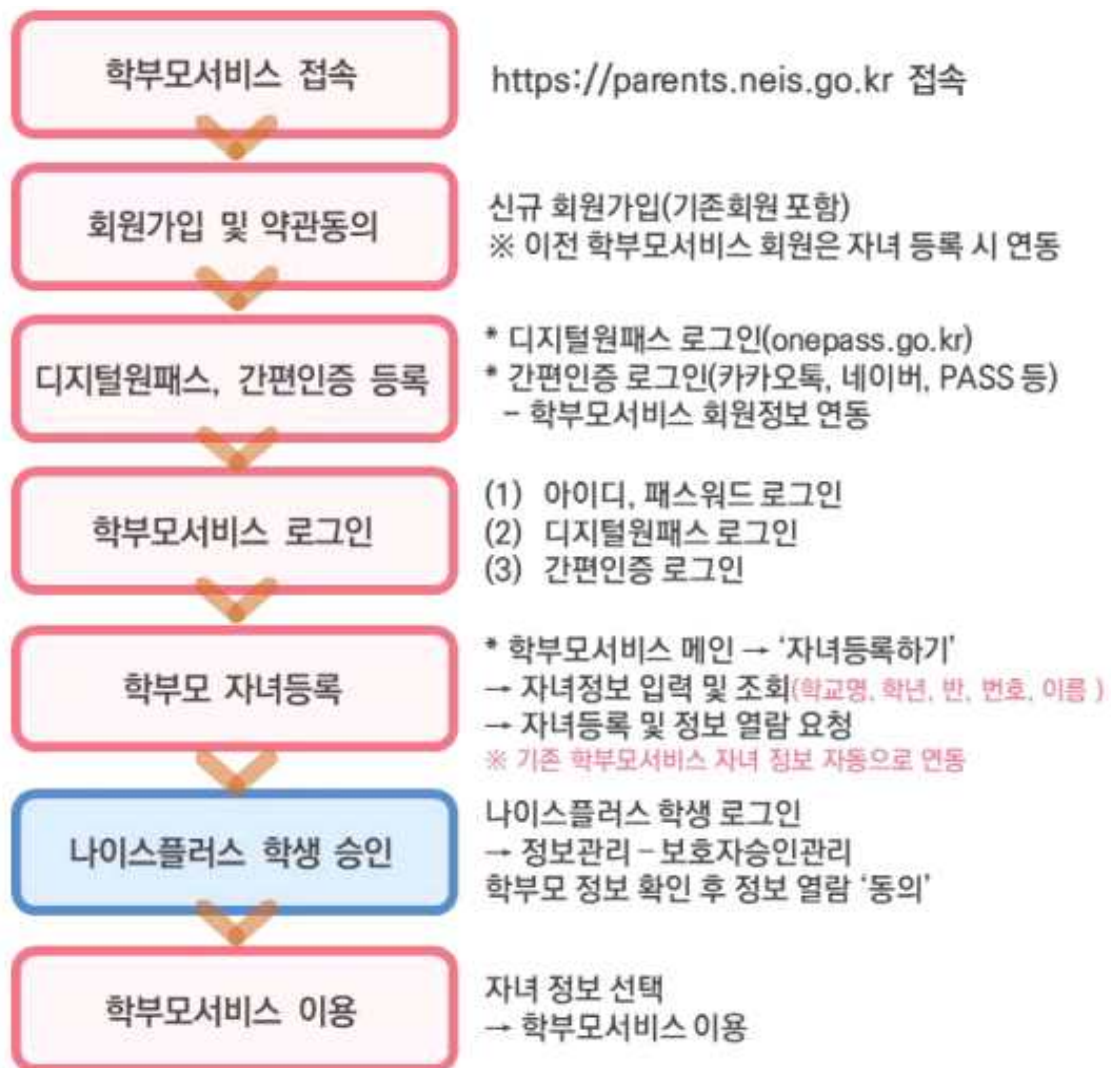 학부모서비스 접속
https://parents.neis.go.kr 접속
회원가입 및 약관동의
신규 회원가입(기존회원 포함)
※ 이전 학부모서비스 회원은 자녀 등록 시 연동
디지털원패스, 간편인증 등록
* 디지털원패스 로그인(onepass.go.kr)
* 간편인증 로그인(카카오톡, 네이버, PASS 등)
- 학부모서비스 회원정보 연동
학부모서비스 로그인
(1) 아이디, 패스워드 로그인
(2) 디지털원패스 로그인
(3) 간편인증 로그인
학부모 자녀등록
* 학부모서비스 메인 → ‘자녀등록하기’
→ 자녀정보 입력 및 조회(학교명, 학년, 반, 번호, 이름 )
→ 자녀등록 및 정보 열람 요청
※ 기존 학부모서비스 자녀 정보 자동으로 연동
나이스플러스 학생 승인
나이스플러스 학생 로그인
→ 정보관리 – 보호자승인관리
학부모 정보 확인 후 정보 열람 ‘동의’
학부모서비스 이용
자녀 정보 선택
→ 학부모서비스 이용